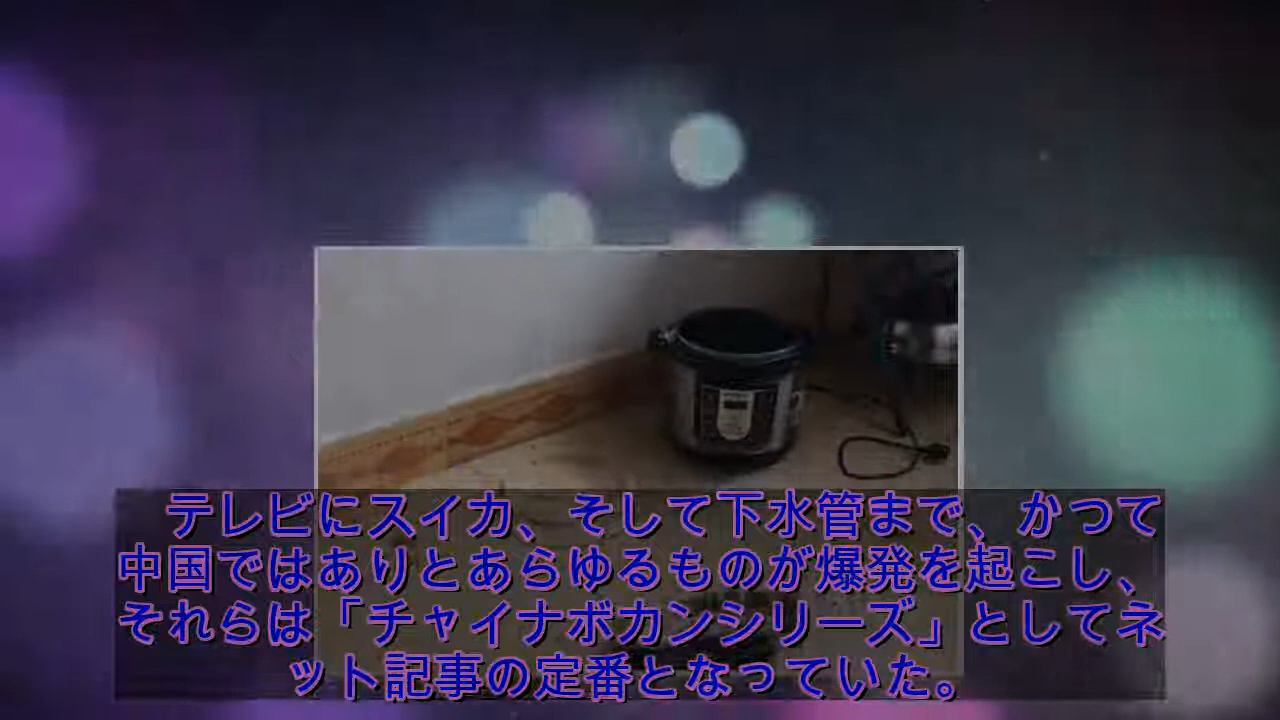 テレビにスイカ、そして下水管まで、かつて
中国ではありとあらゆるものが爆発を起こし、
それらは「チャイナボカンシリーズ」としてネ
ット記事の定番となっていた。